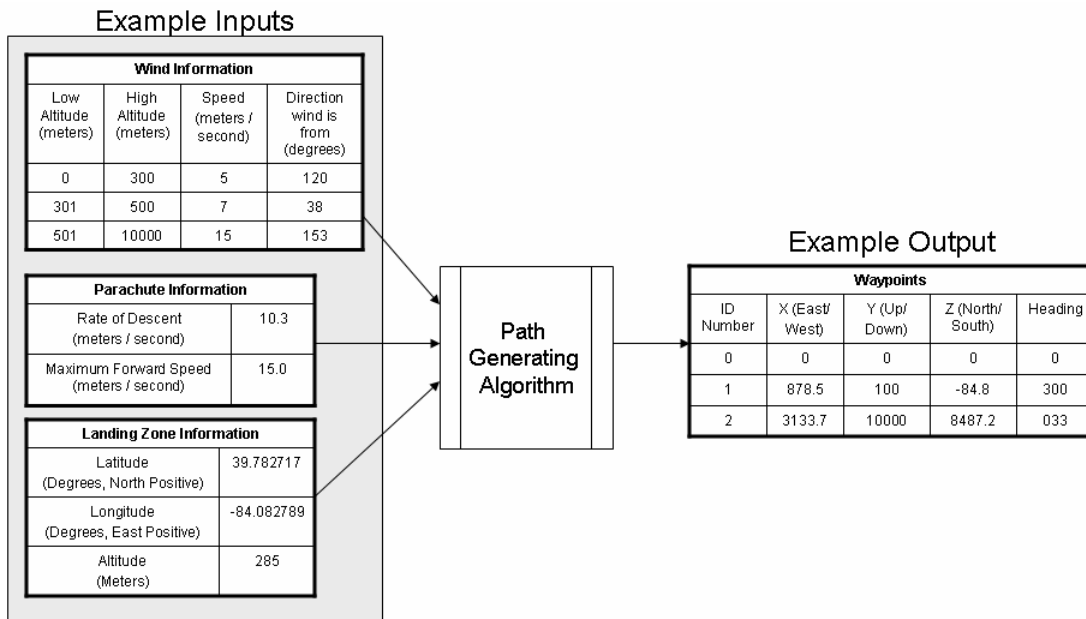 Example Inputs
Wind Information
Low Altitude (meters) High Altitude (meters) Speed (meters / second) Direction wind is from (degrees)
0 300 5 120
301 500 7 38
501 10000 15 153
Parachute Information
Rate of Descent (meters / second) 10.3
Maximum Forward Speed (meters / second) 15.0
Landing Zone Information
Latitude (Degrees, North Positive) 39.782717
Longitude (Degrees, East Positive) -84.082789
Altitude (Meters) 285
Path Generating Algorithm
Example Output
Waypoints
ID Number X (East/ West) Y (Up/ Down) Z (North/ South) Heading
0 0 0 0 0
1 878.5 100 -84.8 300
2 3133.7 10000 8487.2 033